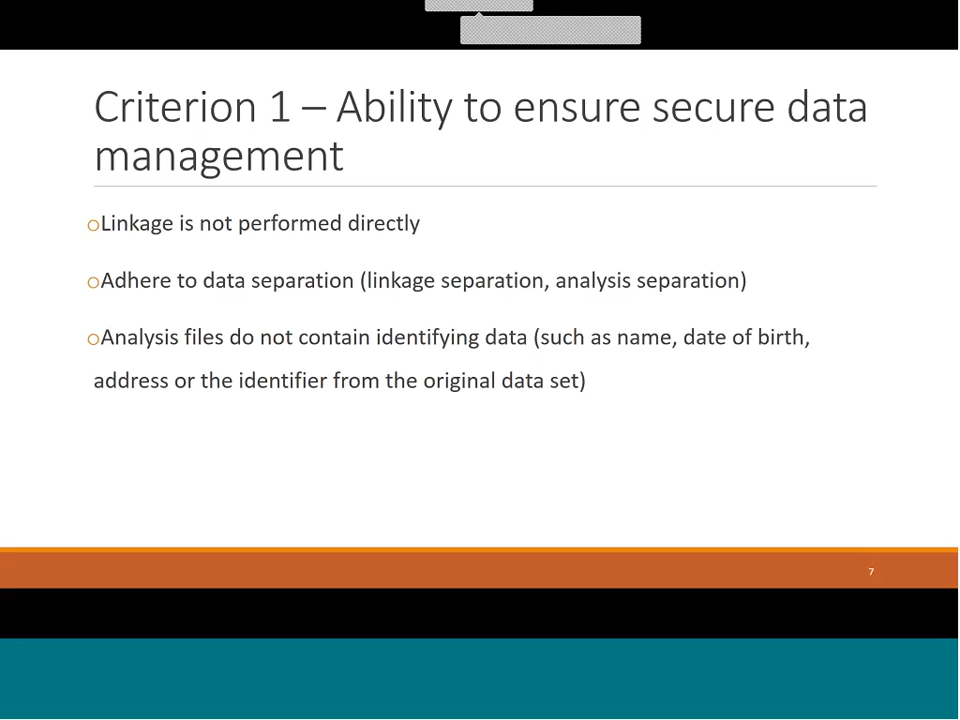 Criterion 1 – Ability to ensure secure data
management
oLinkage is not performed directly
oAdhere to data separation (linkage separation, analysis separation)
oAnalysis files do not contain identifying data (such as name, date of birth,
address or the identifier from the original data set)
7